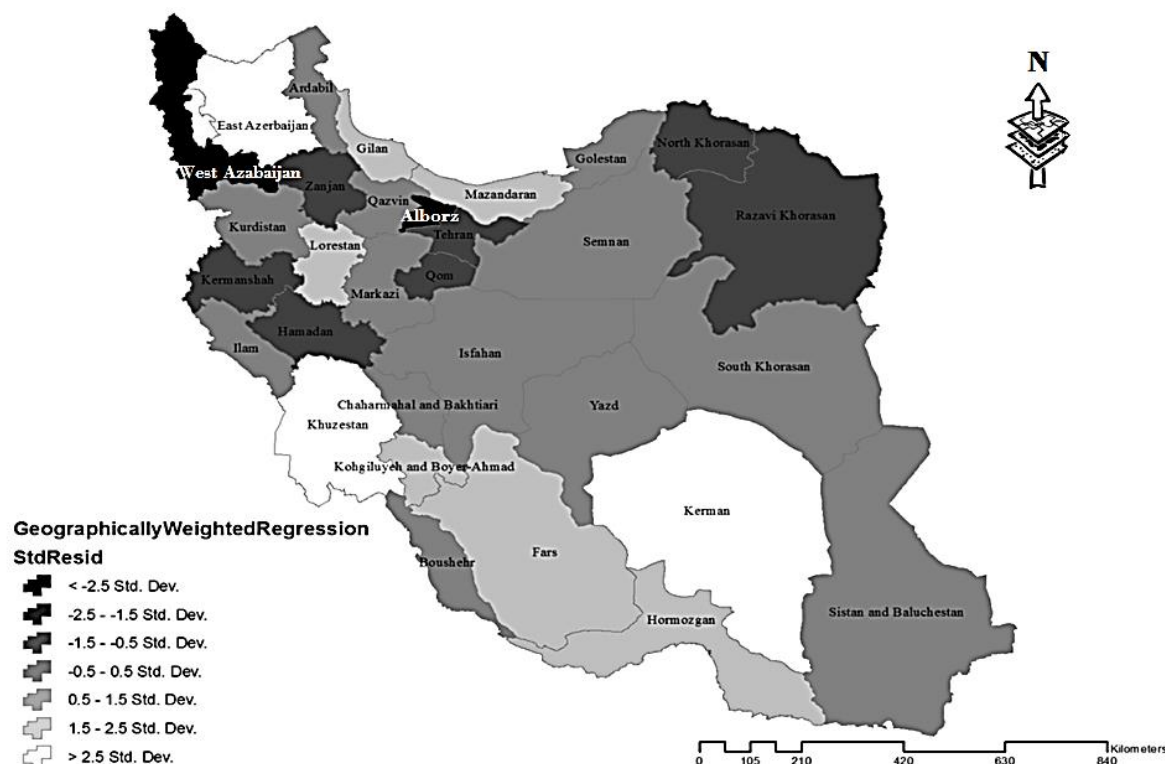 N
Ardabil
East Azerbaijan
Gilan
North Khorasan
Golestan
West Azabaijan
Zanjan
Mazandaran
Qazvin
Alborz
Razavi Khorasan
Kurdistan
Tehran
Lorestan
Semnan
Kermanshah
Qom
Markazi
Hamadan
Ilam
Isfahan
South Khorasan
Chaharmahal and Bakhtiari
Yazd
Khuzestan
Kohgiluyeh and Boyer-Ahmad
Kerman
Fars
Boushehr
Sistan and Baluchestan
Hormozgan
GeographicallyWeightedRegression
StdResid
< -2.5 Std. Dev.
-2.5 - -1.5 Std. Dev.
-1.5 - -0.5 Std. Dev.
-0.5 - 0.5 Std. Dev.
0.5 - 1.5 Std. Dev.
1.5 - 2.5 Std. Dev.
> 2.5 Std. Dev.
Kilometers
0 105 210 420 630 840